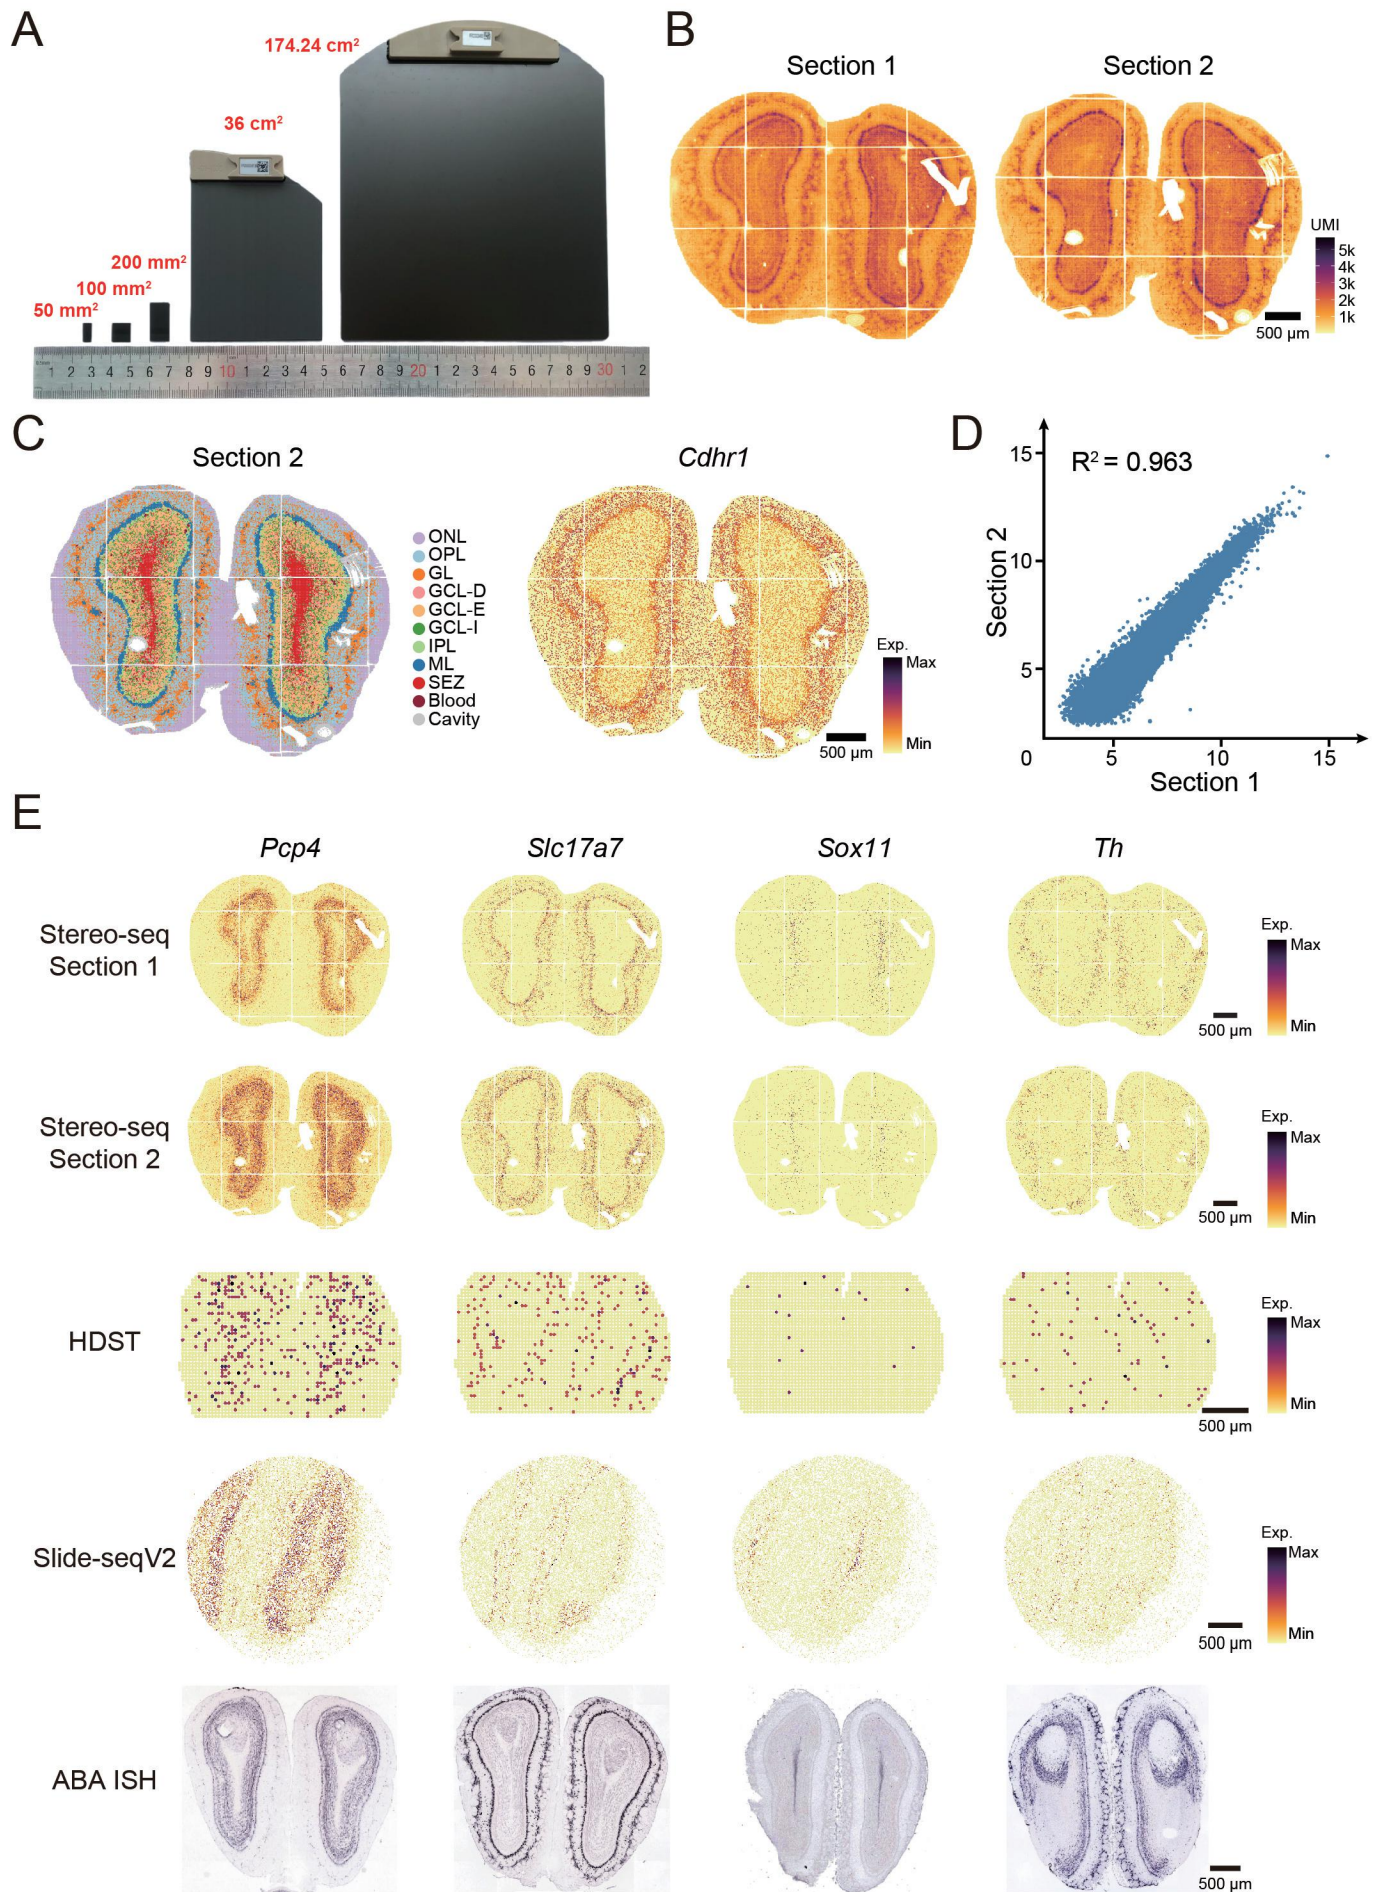 A
174.24 cm²
36 cm²
200 mm²
100 mm²
50 mm²
1 2 3 4 5 6 7 8 9 10 1 2 3 4 5 6 7 8 9 20 1 2 3 4 5 6 7 8 9 30 1 2
B
Section 1
Section 2
UMI
5k
4k
3k
2k
1k
500 µm
C
Section 2
ONL
OPL
GL
GCL-D
GCL-E
GCL-I
IPL
ML
SEZ
Blood
Cavity
Cdhr1
Exp.
Max
Min
500 µm
D
R² = 0.963
Section 2
15
10
5
0
5
10
15
Section 1
E
Pcp4
Slc17a7
Sox11
Th
Stereo-seq
Section 1
Exp.
Max
Min
500 µm
Stereo-seq
Section 2
Exp.
Max
Min
500 µm
HDST
Exp.
Max
Min
500 µm
Slide-seqV2
Exp.
Max
Min
500 µm
ABA ISH
500 µm